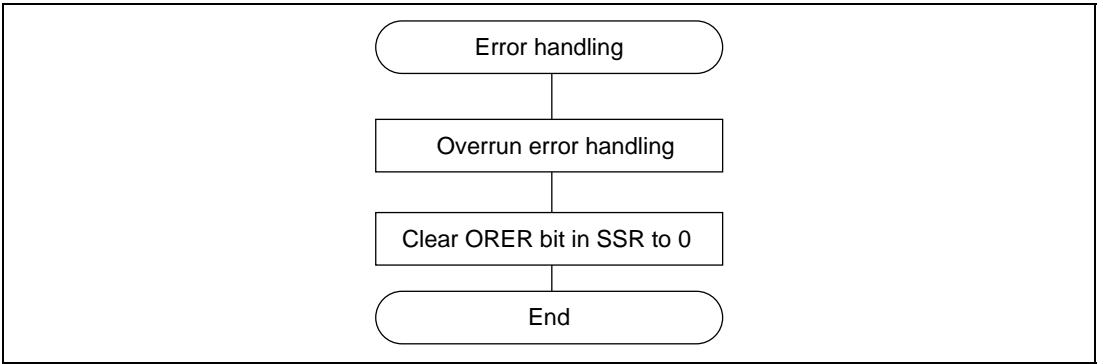 Error handling
Overrun error handling
Clear ORER bit in SSR to 0
End